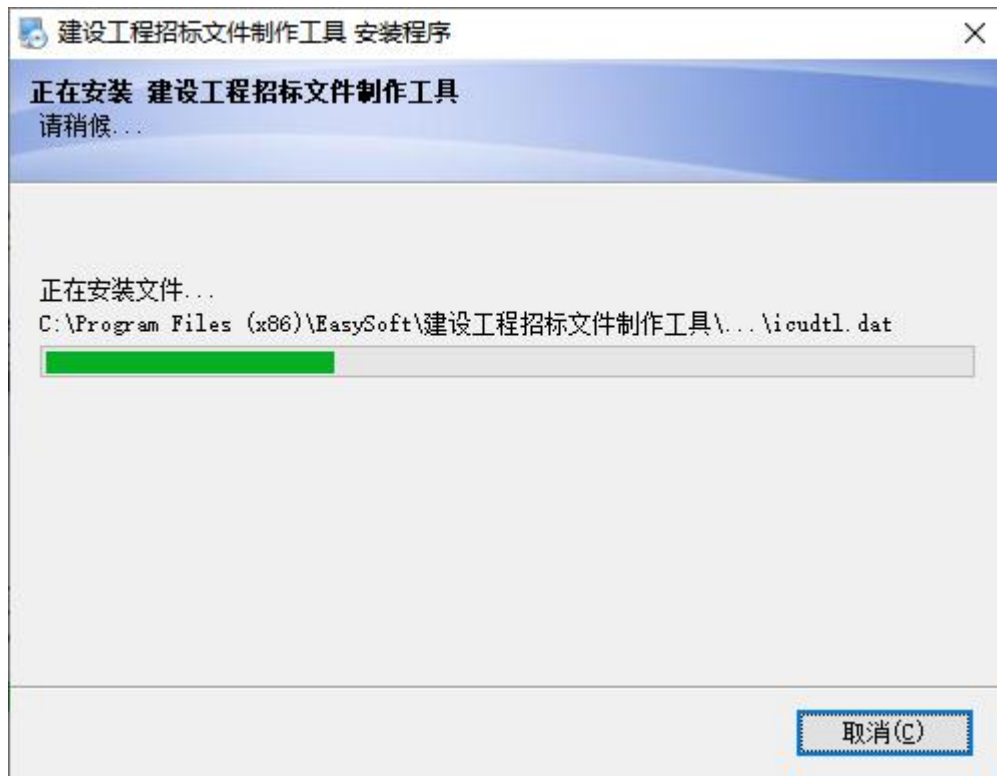 建设工程招标文件制作工具 安装程序
正在安装 建设工程招标文件制作工具
请稍候...
正在安装文件...
C:\Program Files (x86)\EasySoft\建设工程招标文件制作工具\...\icudtl.dat
取消(C)